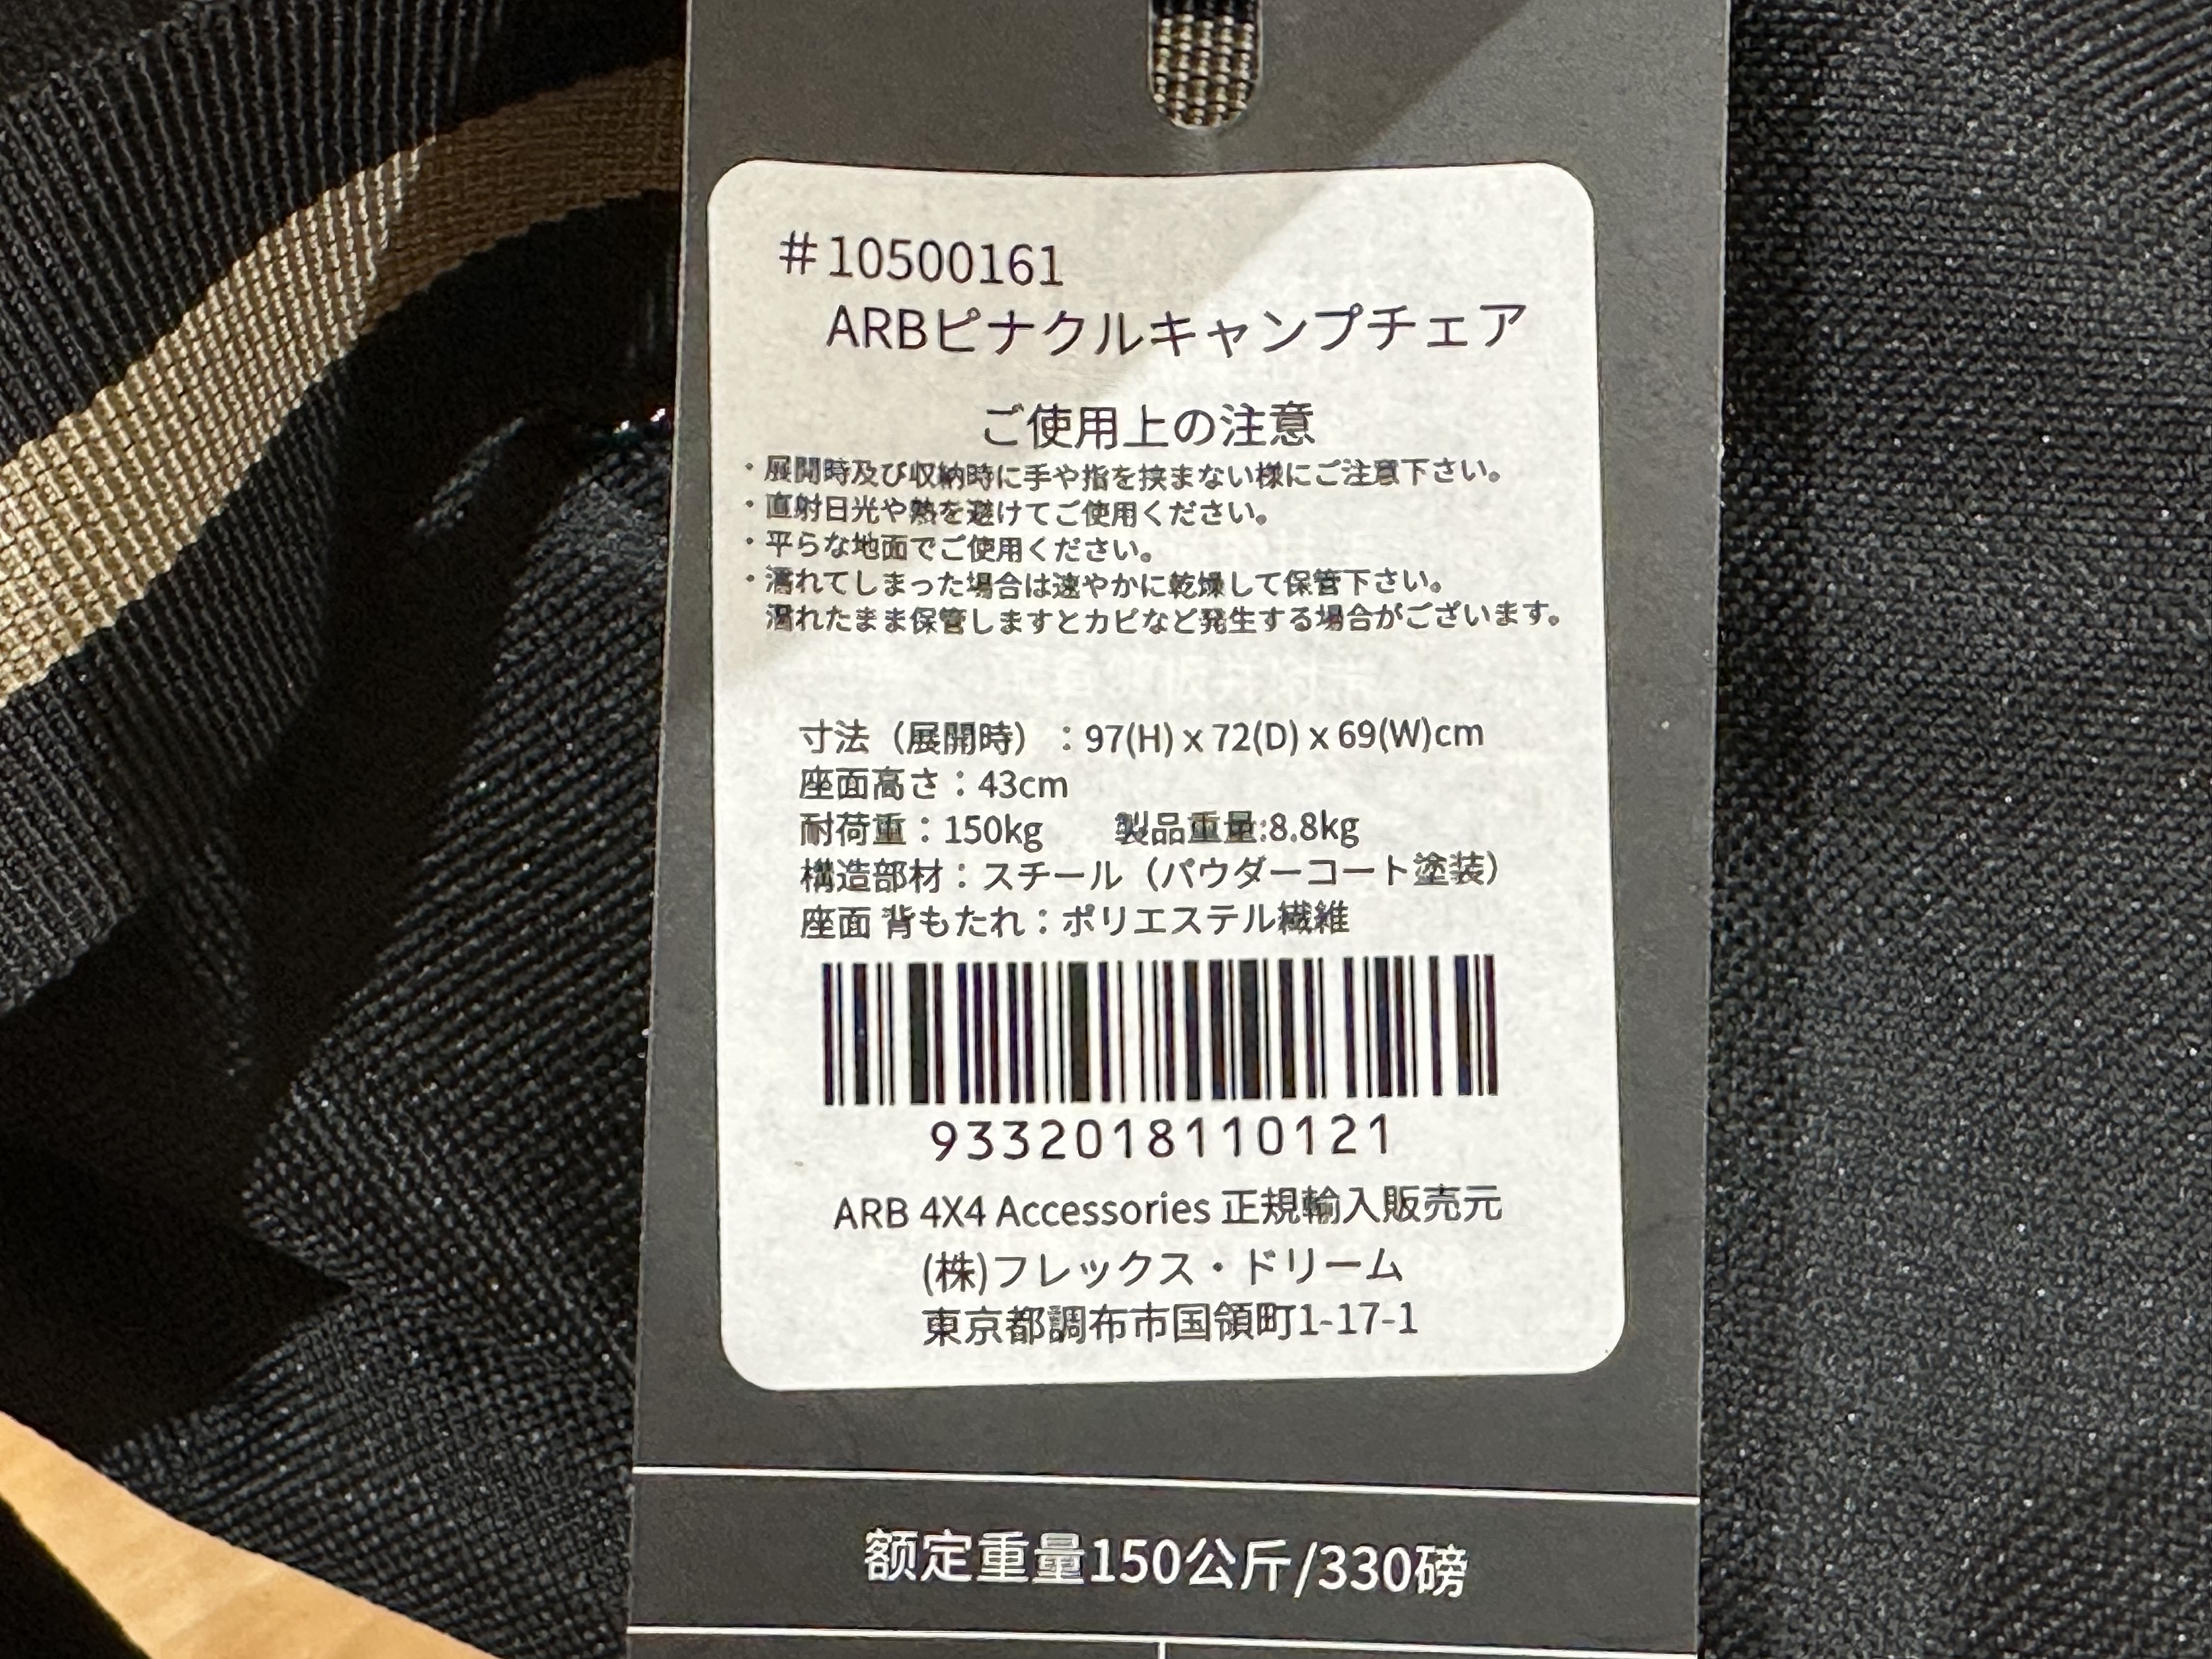 #10500161
ARBピナクルキャンプチェア
ご使用上の注意
・展開時及び収納時に手や指を挟まない様にご注意下さい。
・直射日光や熱を避けてご使用ください。
・平らな地面でご使用ください。
・濡れてしまった場合は速やかに乾燥して保管下さい。
濡れたまま保管しますとカビなど発生する場合がございます。
寸法（展開時）：97(H) x 72(D) x 69(W)cm
座面高さ：43cm
耐荷重：150kg 製品重量:8.8kg
構造部材：スチール（パウダーコート塗装）
座面 背もたれ：ポリエステル繊維
9332018110121
ARB 4X4 Accessories 正規輸入販売元
(株)フレックス・ドリーム
東京都調布市国領町1-17-1
额定重量150公斤/330磅